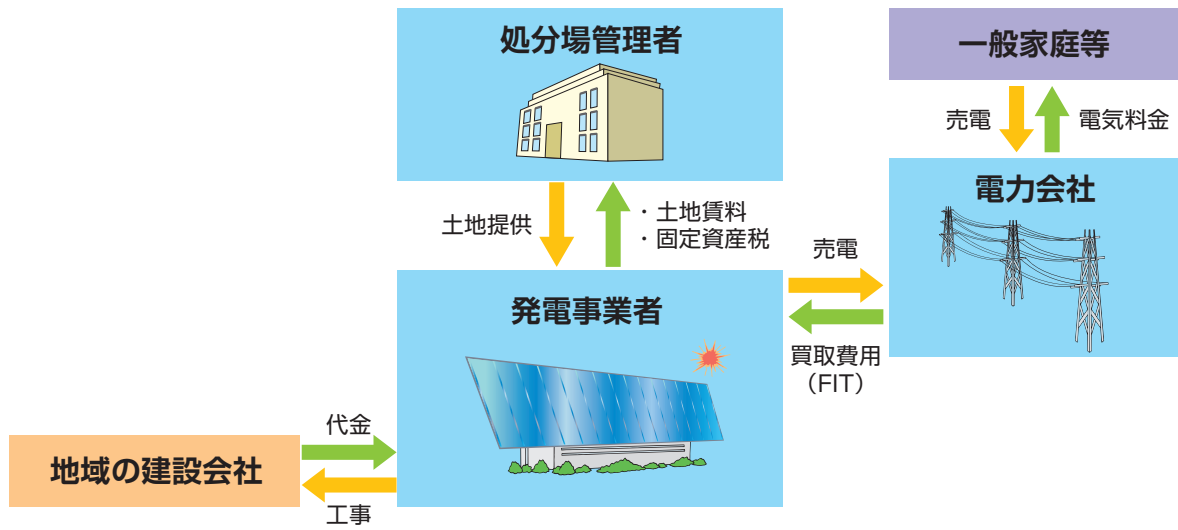 処分場管理者
一般家庭等
売電
電気料金
電力会社
土地提供
・土地賃料
・固定資産税
売電
発電事業者
買取費用
（FIT）
代金
地域の建設会社
工事